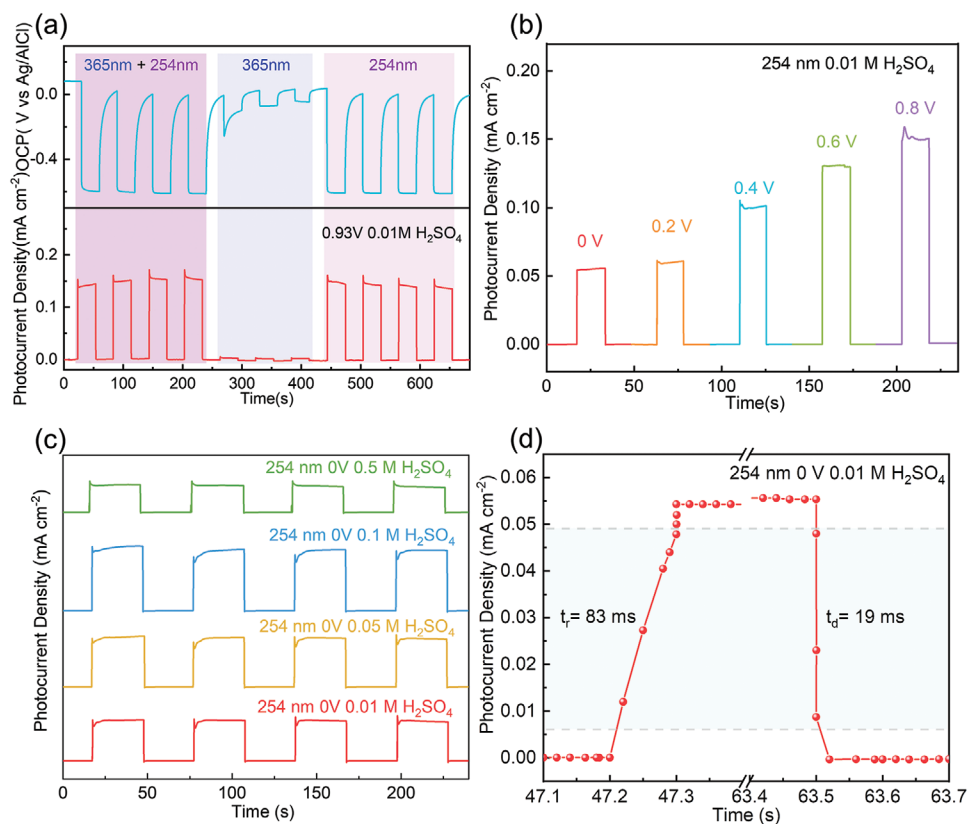 (a)
365nm + 254nm
365nm
254nm
OCP( V vs Ag/AlCl)
0.0
-0.4
0.93V 0.01M H₂SO₄
Photocurrent Density(mA cm⁻²)
0.2
0.1
0.0
0 100 200 300 400 500 600
Time(s)
(b)
254 nm 0.01 M H₂SO₄
Photocurrent Density (mA cm⁻²)
0.20
0.15
0.10
0.05
0.00
0 V
0.2 V
0.4 V
0.6 V
0.8 V
0 50 100 150 200
Time(s)
(c)
Photocurrent Density (mA cm⁻²)
254 nm 0V 0.5 M H₂SO₄
254 nm 0V 0.1 M H₂SO₄
254 nm 0V 0.05 M H₂SO₄
254 nm 0V 0.01 M H₂SO₄
0 50 100 150 200
Time (s)
(d)
254 nm 0 V 0.01 M H₂SO₄
Photocurrent Density (mA cm⁻²)
0.06
0.05
0.04
0.03
0.02
0.01
0.00
tᵣ= 83 ms
t_d= 19 ms
47.1 47.2 47.3 63.4 63.5 63.6 63.7
Time (s)